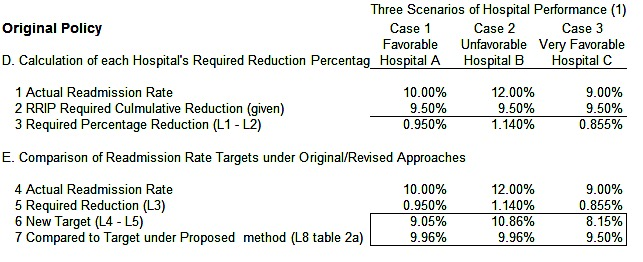 Three Scenarios of Hospital Performance (1)
Original Policy Case 1 Case 2 Case 3
Favorable Unfavorable Very Favorable
D. Calculation of each Hospital's Required Reduction Percentag Hospital A Hospital B Hospital C
1 Actual Readmission Rate 10.00% 12.00% 9.00%
2 RRIP Required Culmulative Reduction (given) 9.50% 9.50% 9.50%
3 Required Percentage Reduction (L1 - L2) 0.950% 1.140% 0.855%
E. Comparison of Readmission Rate Targets under Original/Revised Approaches
4 Actual Readmission Rate 10.00% 12.00% 9.00%
5 Required Reduction (L3) 0.950% 1.140% 0.855%
6 New Target (L4 - L5) 9.05% 10.86% 8.15%
7 Compared to Target under Proposed method (L8 table 2a) 9.96% 9.96% 9.50%